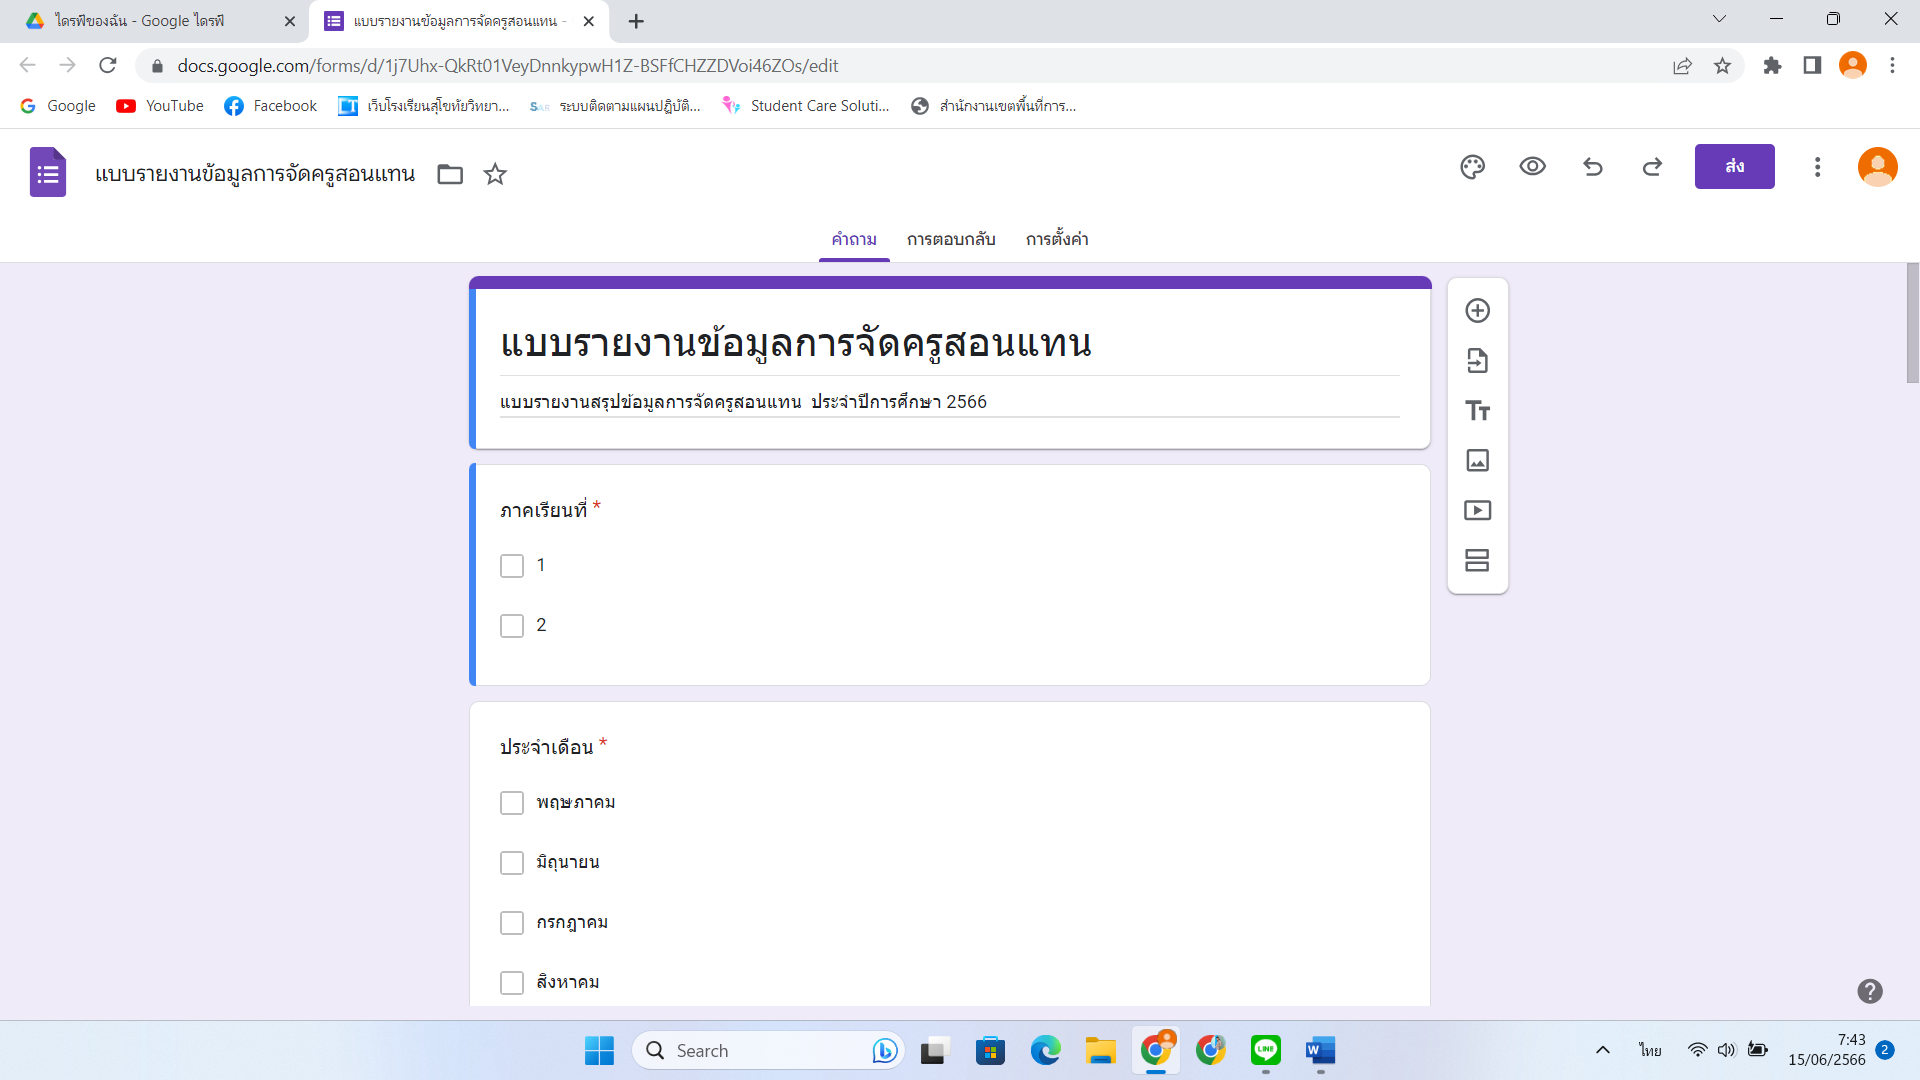 ไดรฟ์ของฉัน - Google ไดรฟ์
แบบรายงานข้อมูลการจัดครูสอนแทน -
docs.google.com/forms/d/1j7Uhx-QkRt01VeyDnnkypwH1Z-BSFfCHZZDVoi46ZOs/edit
Google
YouTube
Facebook
เว็บโรงเรียนสุโขทัยวิทยา...
SAR ระบบติดตามแผนปฏิบัติ...
Student Care Soluti...
สำนักงานเขตพื้นที่การ...
แบบรายงานข้อมูลการจัดครูสอนแทน
ส่ง
คำถาม
การตอบกลับ
การตั้งค่า
แบบรายงานข้อมูลการจัดครูสอนแทน
แบบรายงานสรุปข้อมูลการจัดครูสอนแทน ประจำปีการศึกษา 2566
ภาคเรียนที่ *
1
2
ประจำเดือน *
พฤษภาคม
มิถุนายน
กรกฎาคม
สิงหาคม
Search
LINE
W
ไทย
7:43
15/06/2566
2